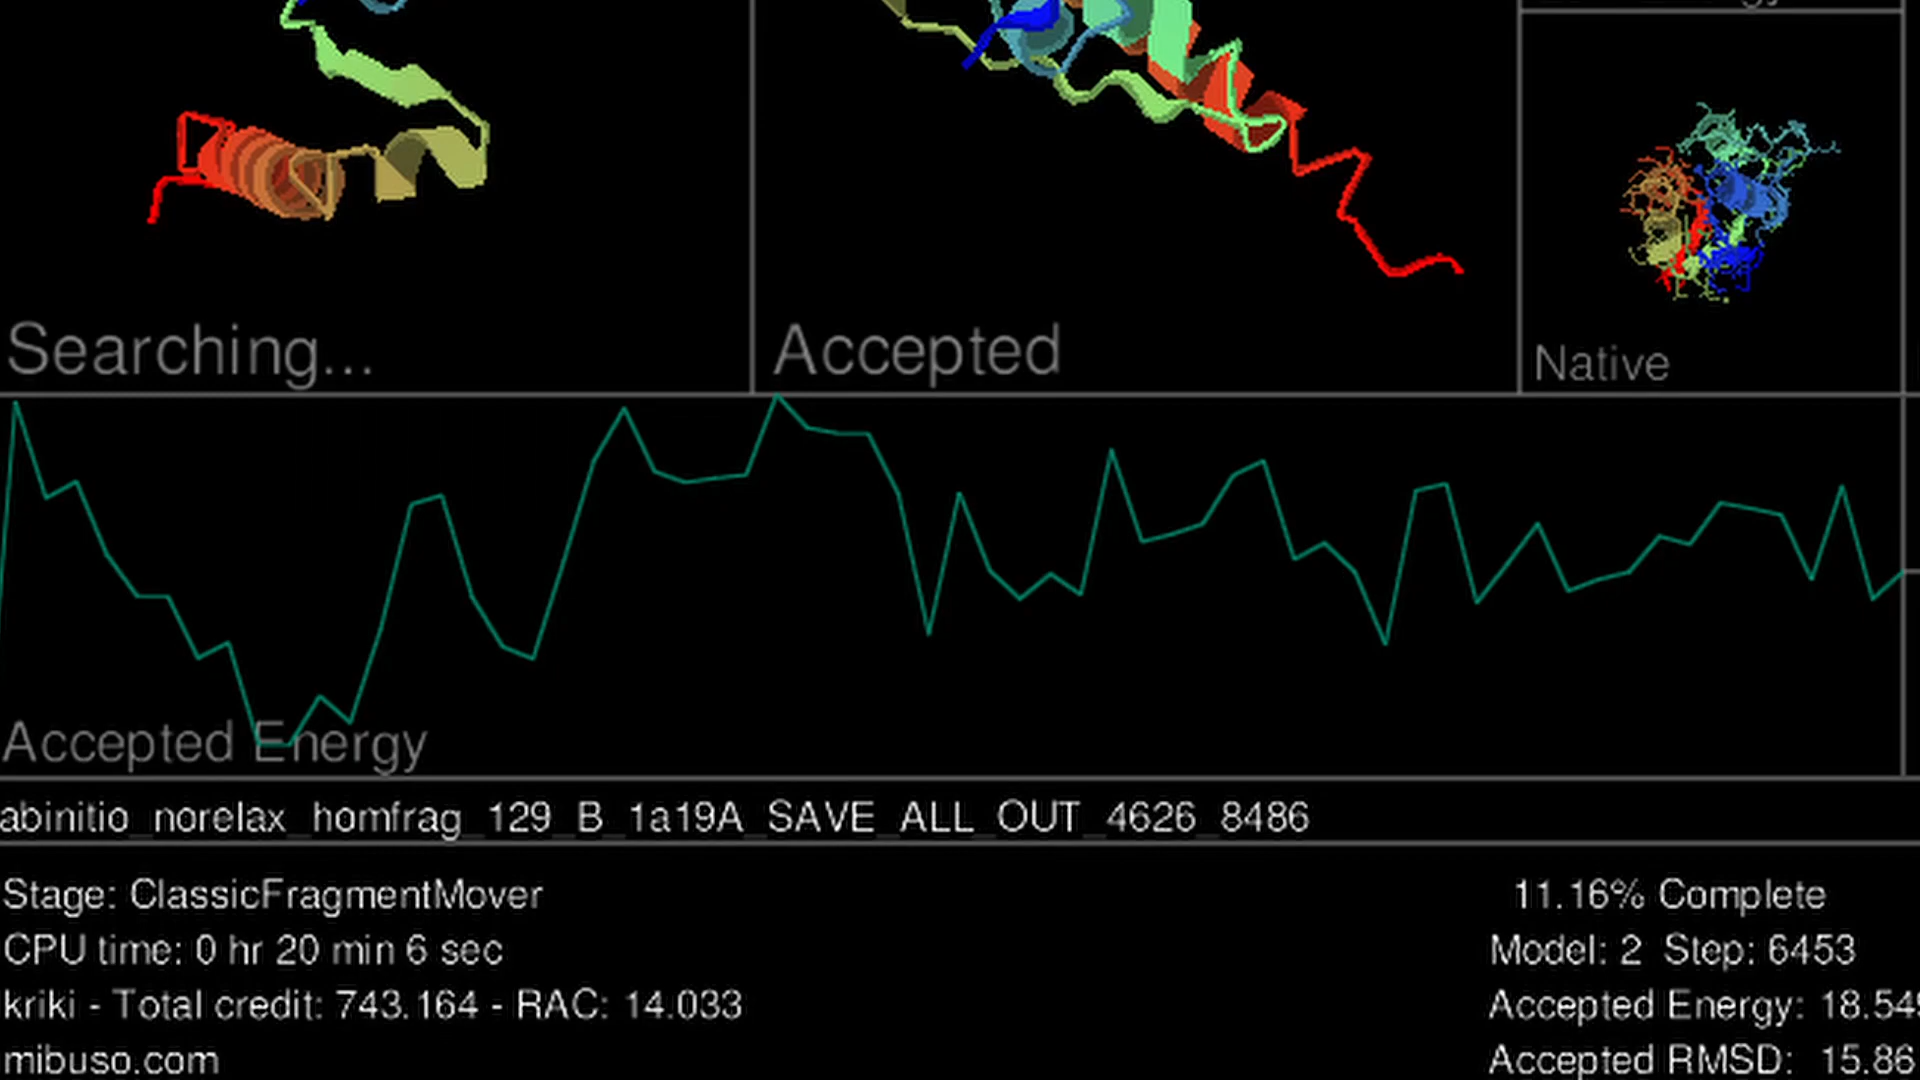 Searching...
Accepted
Native
Accepted Energy
abinitio_norelax_homfrag_129_B_1a19A_SAVE_ALL_OUT_4626_8486
Stage: ClassicFragmentMover
11.16% Complete
CPU time: 0 hr 20 min 6 sec
Model: 2 Step: 6453
kriki - Total credit: 743.164 - RAC: 14.033
Accepted Energy: 18.549
mibuso.com
Accepted RMSD: 15.86